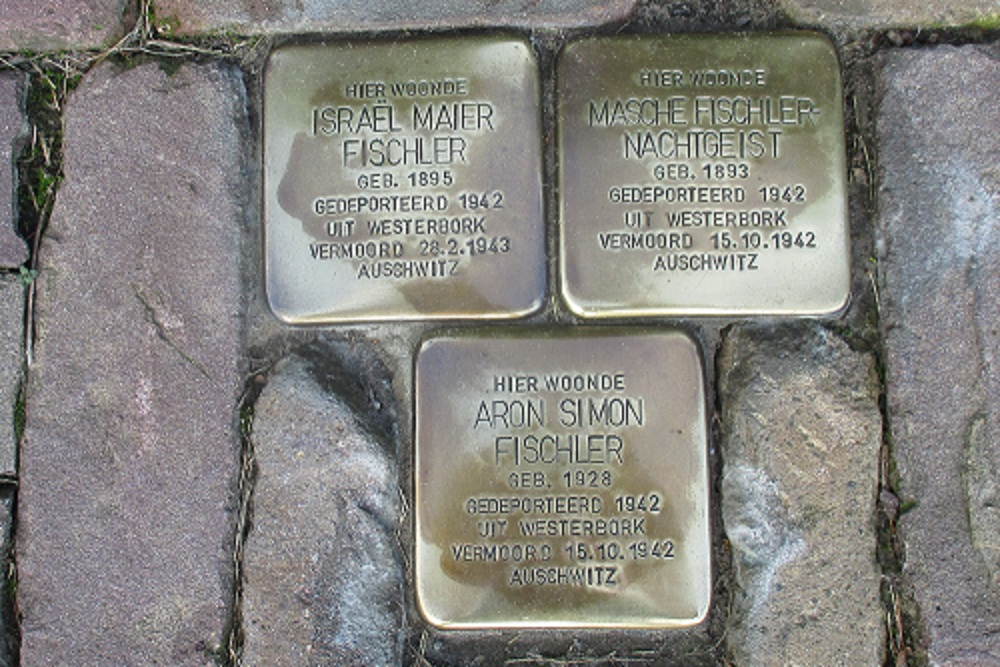 HIER WOONDE
ISRAËL MAIER
FISCHLER
GEB. 1895
GEDEPORTEERD 1942
UIT WESTERBORK
VERMOORD 28.2.1943
AUSCHWITZ
HIER WOONDE
MASCHE FISCHLER-
NACHTGEIST
GEB. 1893
GEDEPORTEERD 1942
UIT WESTERBORK
VERMOORD 15.10.1942
AUSCHWITZ
HIER WOONDE
ARON SIMON
FISCHLER
GEB. 1928
GEDEPORTEERD 1942
UIT WESTERBORK
VERMOORD 15.10.1942
AUSCHWITZ